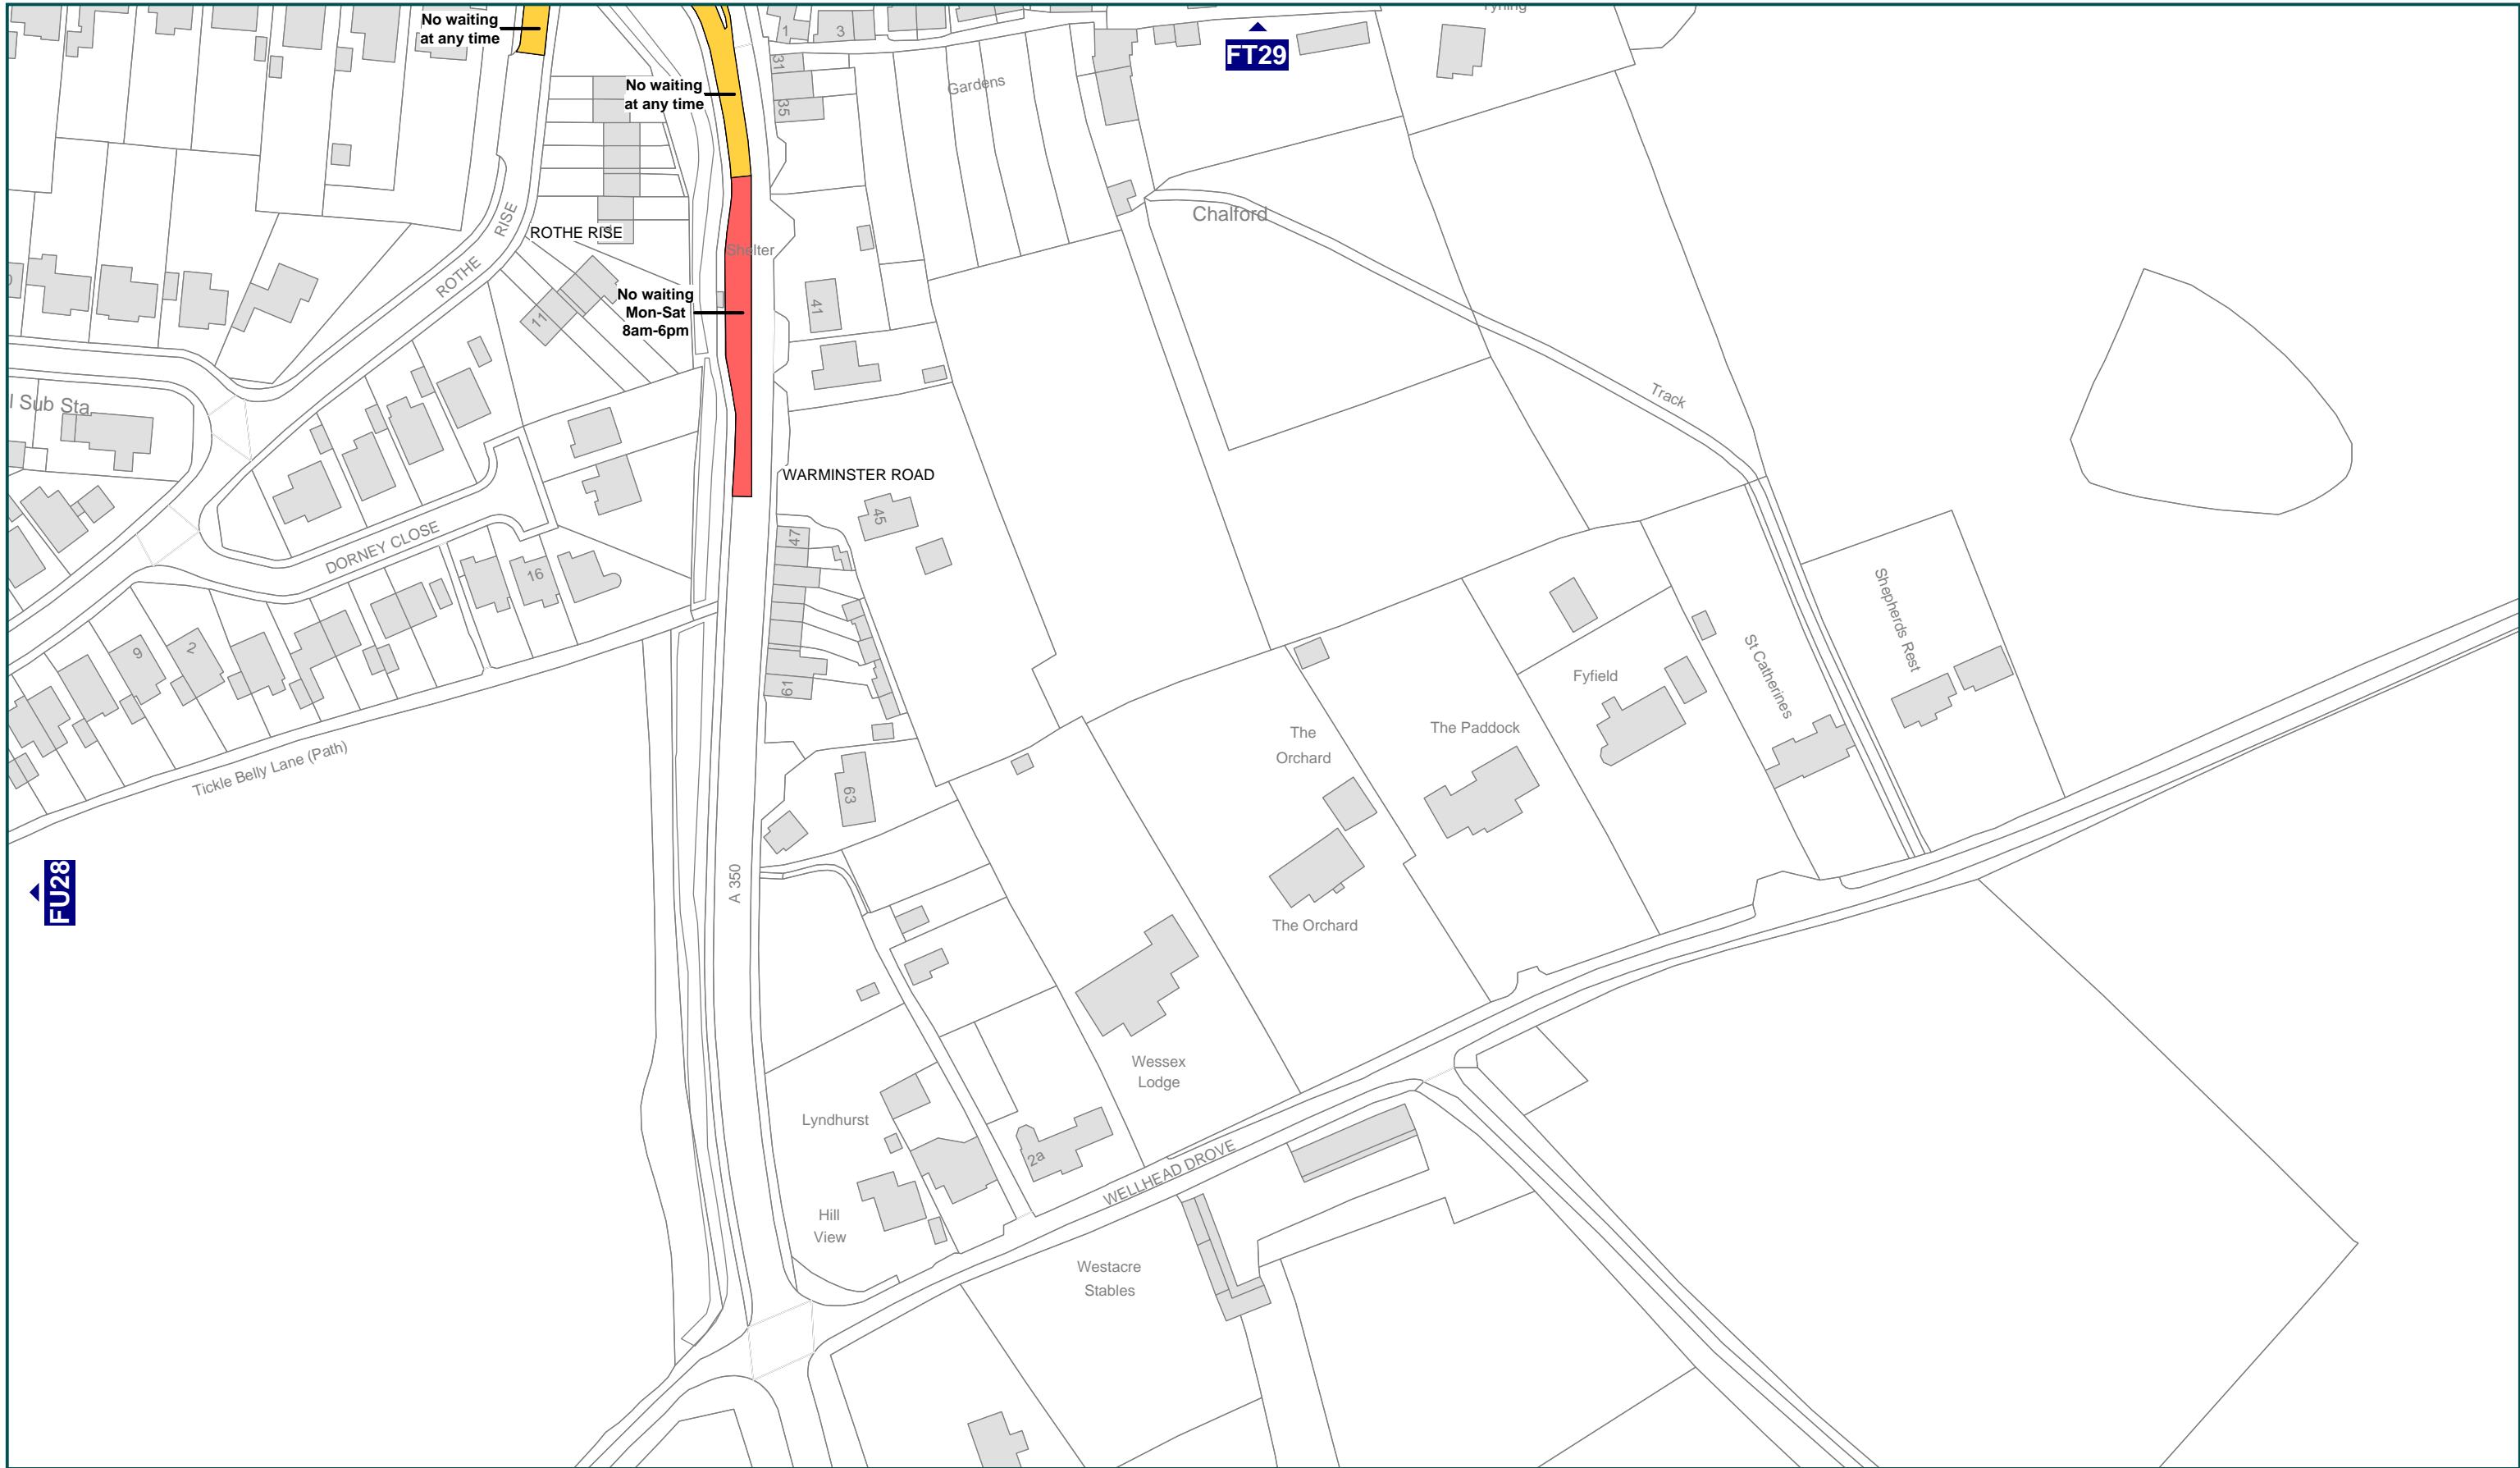 No waiting
at any time
No waiting
at any time
1
3
31
35
Gardens
FT29
Chalford
RISE
ROTHE RISE
ROTHE
Shelter
No waiting
Mon-Sat
8am-6pm
11
41
Track
l Sub Sta
WARMINSTER ROAD
45
47
DORNEY CLOSE
16
9
2
61
Shepherds Rest
St Catherines
Fyfield
The Paddock
The
Orchard
Tickle Belly Lane (Path)
63
FU28
A 350
The Orchard
Wessex
Lodge
Lyndhurst
2a
WELLHEAD DROVE
Hill
View
Westacre
Stables